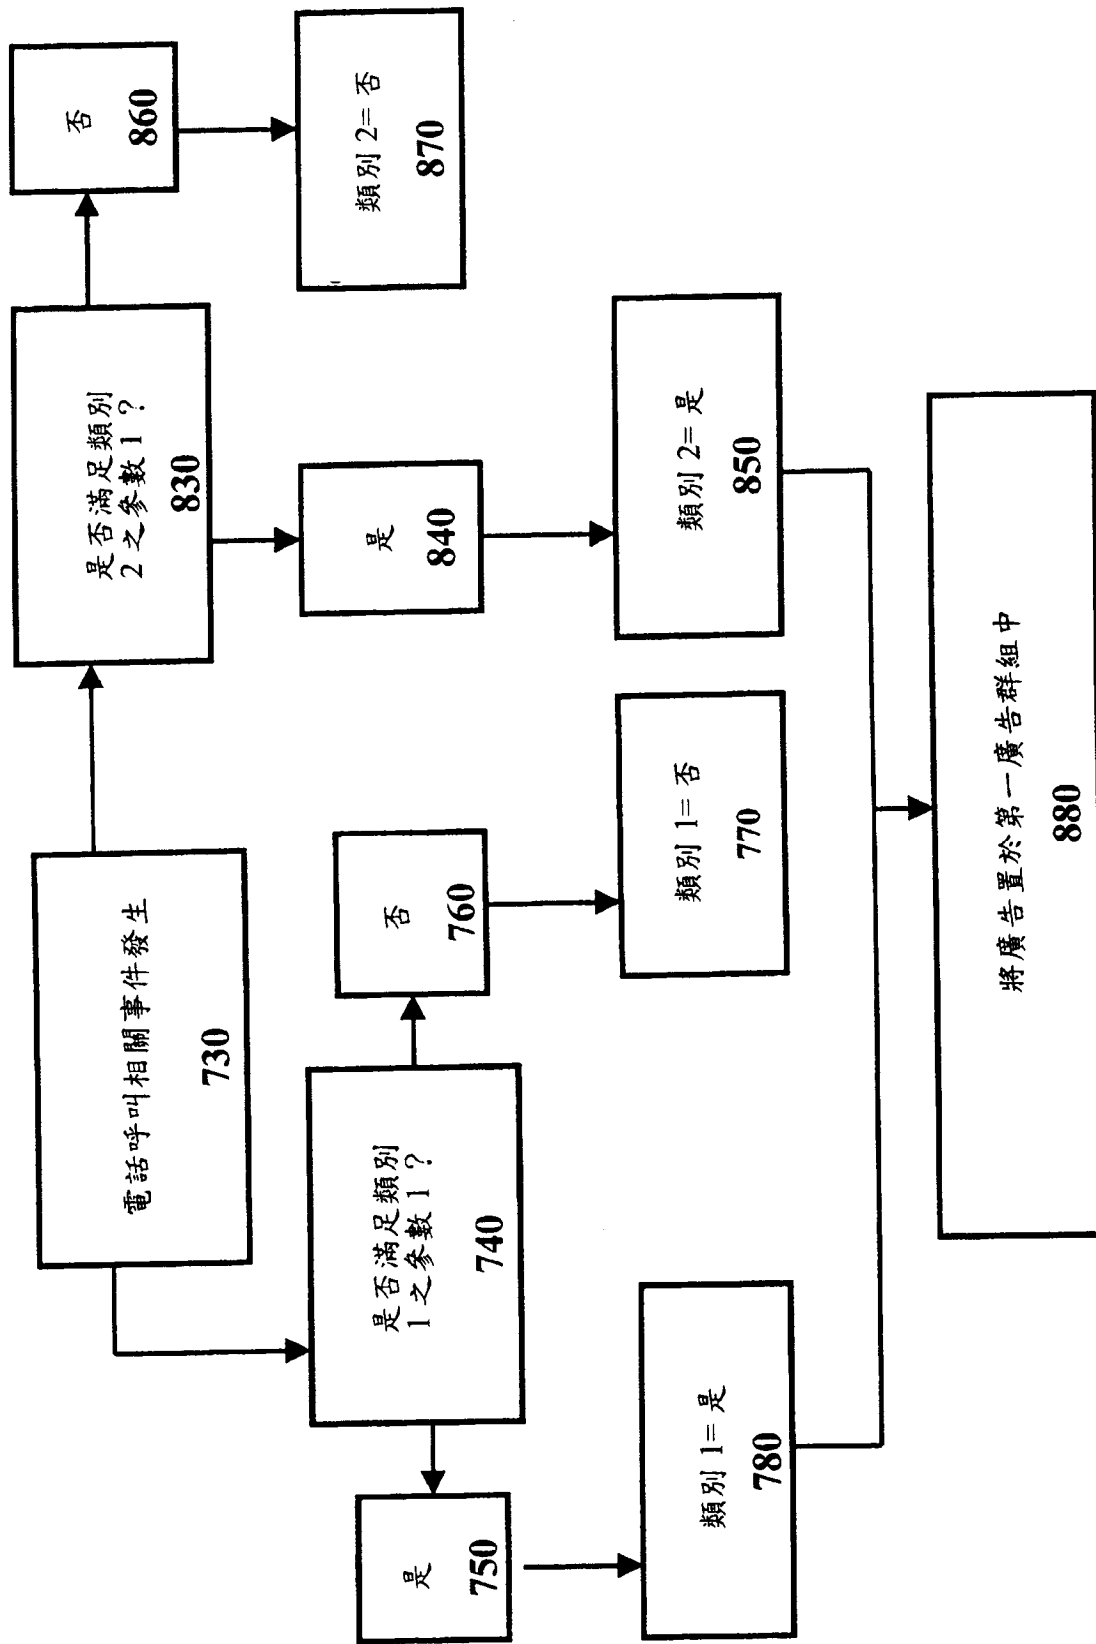 電話呼叫相關事件發生
730
是否滿足類別
2之參數1?
830
否
860
是否滿足類別
1之參數1?
740
否
760
是
840
類別 2=否
870
是
750
類別 1=是
780
類別 1=否
770
類別 2=是
850
將廣告置於第一廣告群組中
880